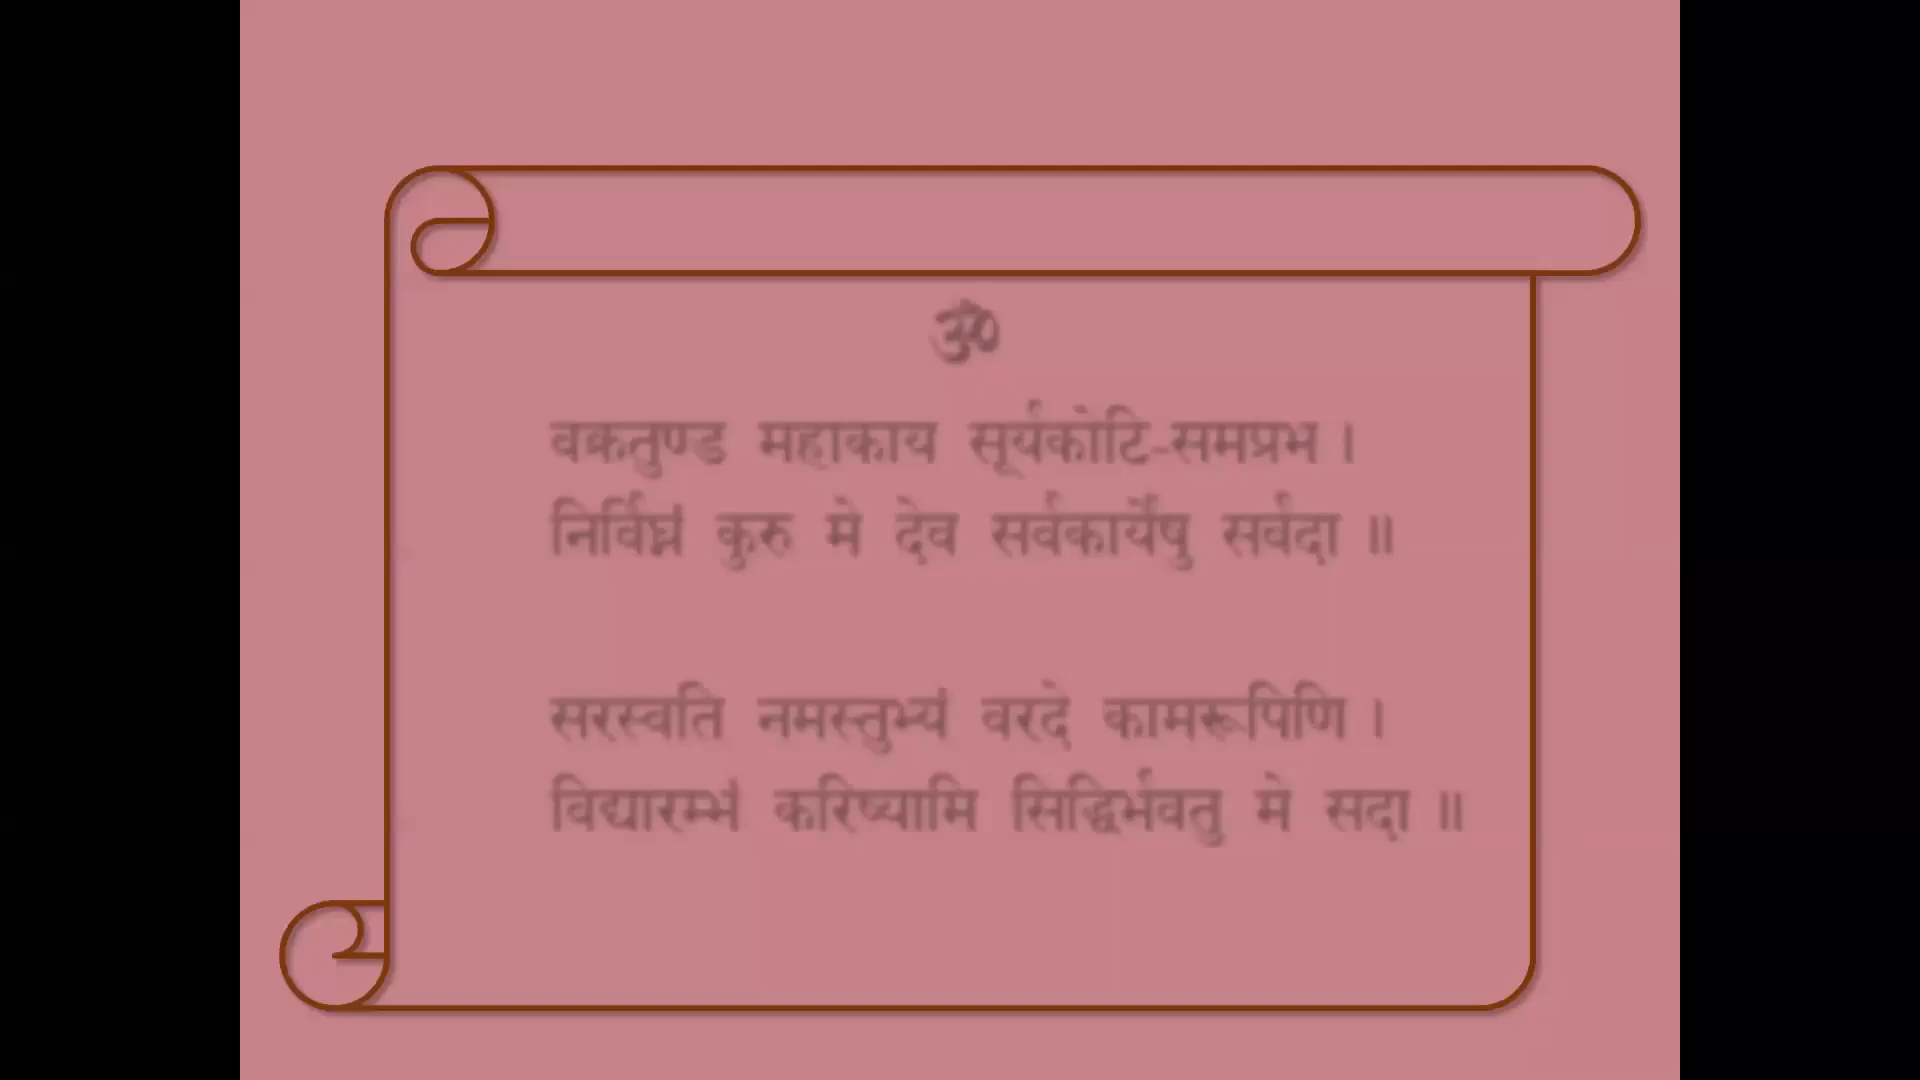 ॐ
वक्रतुण्ड महाकाय सूर्यकोटि-समप्रभ ।
निर्विघ्नं कुरु मे देव सर्वकार्येषु सर्वदा ॥
सरस्वति नमस्तुभ्यं वरदे कामरूपिणि ।
विद्यारम्भं करिष्यामि सिद्धिर्भवतु मे सदा ॥